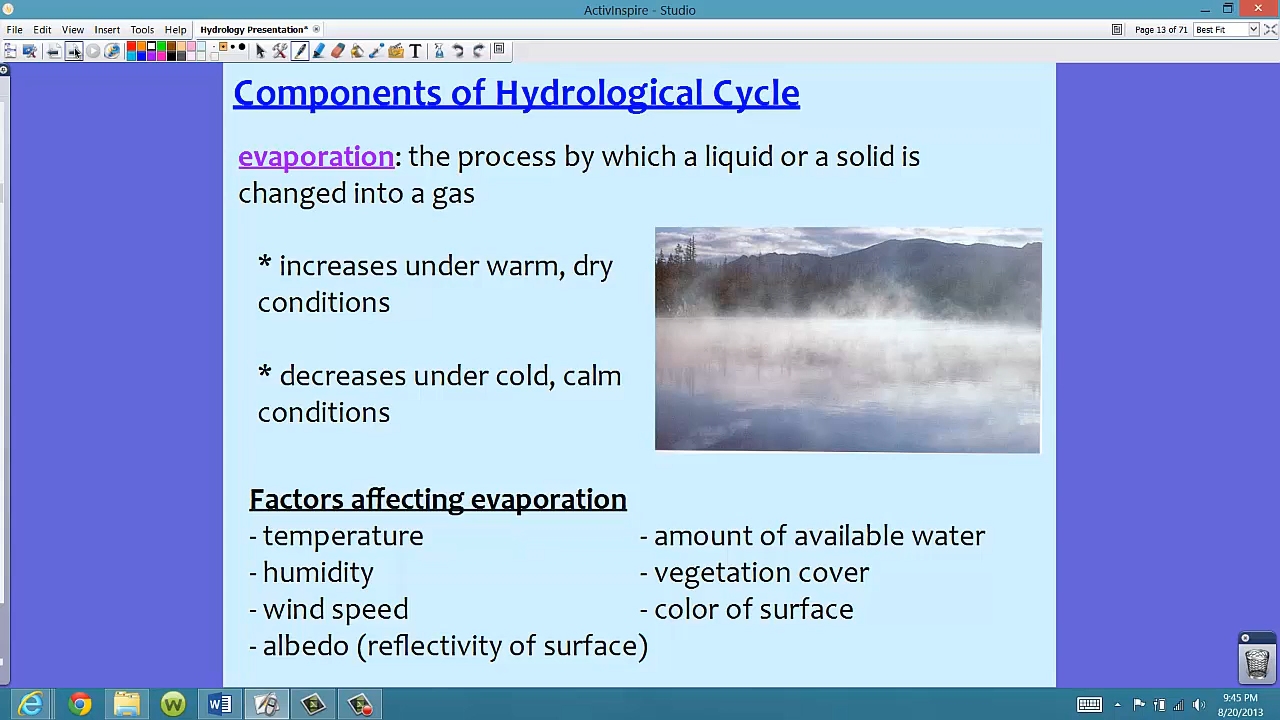 ActivInspire - Studio
File Edit View Insert Tools Help Hydrology Presentation* Page 13 of 71 Best Fit
Components of Hydrological Cycle
evaporation: the process by which a liquid or a solid is
changed into a gas
* increases under warm, dry
conditions
* decreases under cold, calm
conditions
Factors affecting evaporation
- temperature
- humidity
- wind speed
- albedo (reflectivity of surface)
- amount of available water
- vegetation cover
- color of surface
9:45 PM
8/20/2013